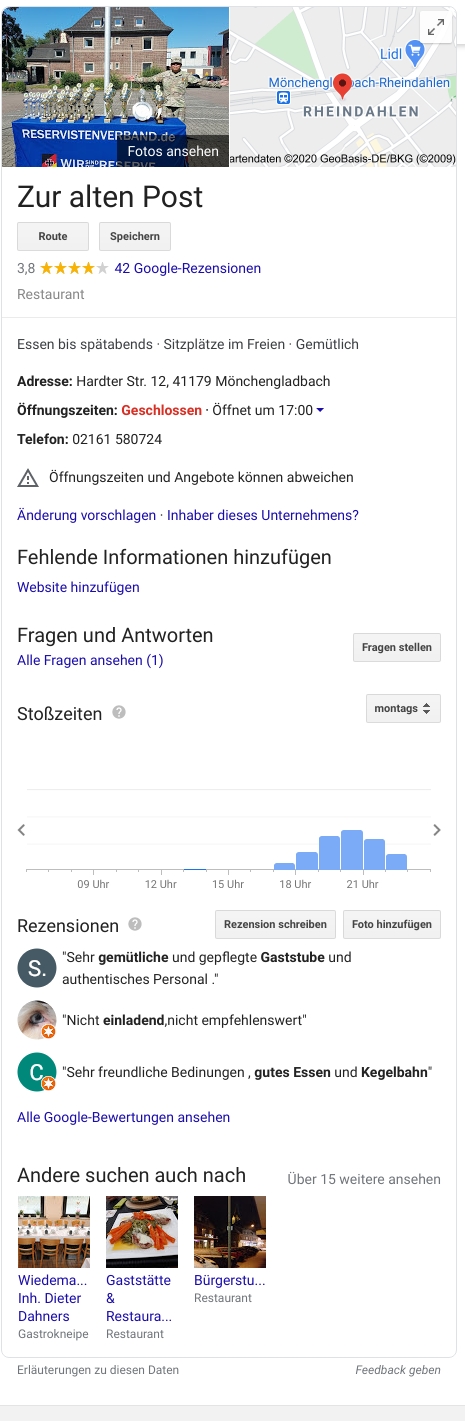 RESERVISTENVERBAND.de
WIR SIND DIE RESERVE
Fotos ansehen
Lidl
Mönchengladbach-Rheindahlen
RHEINDAHLEN
artendaten ©2020 GeoBasis-DE/BKG (©2009)
Zur alten Post
Route
Speichern
3,8 42 Google-Rezensionen
Restaurant
Essen bis spätabends · Sitzplätze im Freien · Gemütlich
Adresse: Hardter Str. 12, 41179 Mönchengladbach
Öffnungszeiten: Geschlossen · Öffnet um 17:00
Telefon: 02161 580724
Öffnungszeiten und Angebote können abweichen
Änderung vorschlagen · Inhaber dieses Unternehmens?
Fehlende Informationen hinzufügen
Website hinzufügen
Fragen und Antworten
Fragen stellen
Alle Fragen ansehen (1)
Stoßzeiten ?
montags
09 Uhr 12 Uhr 15 Uhr 18 Uhr 21 Uhr
Rezensionen ?
Rezension schreiben
Foto hinzufügen
S.
"Sehr gemütliche und gepflegte Gaststube und
authentisches Personal ."
"Nicht einladend,nicht empfehlenswert"
C
"Sehr freundliche Bedinungen , gutes Essen und Kegelbahn"
Alle Google-Bewertungen ansehen
Andere suchen auch nach
Über 15 weitere ansehen
Wiedema...
Inh. Dieter
Dahners
Gastrokneipe
Gaststätte
&
Restaura...
Restaurant
Bürgerstu...
Restaurant
Erläuterungen zu diesen Daten
Feedback geben